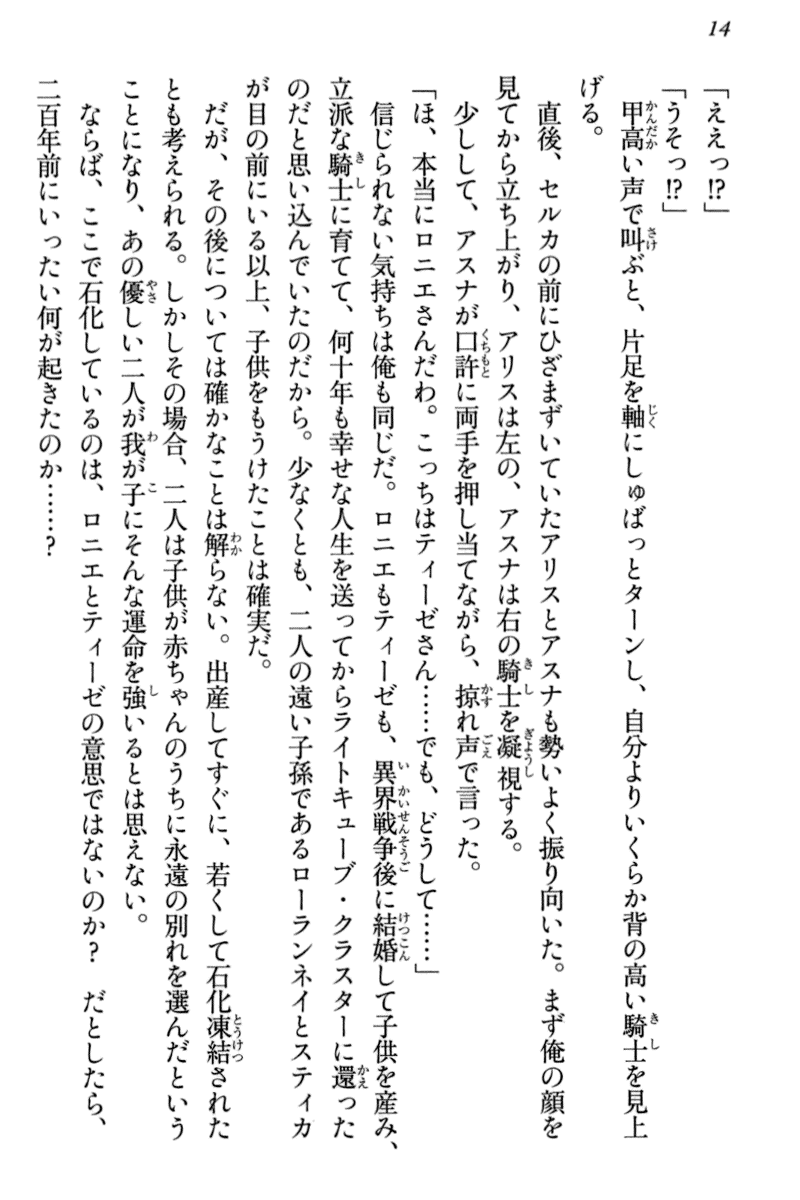 14
「ええっ!?」
「うそっ!?」
　甲高い声で叫ぶと、片足を軸にしゅばっとターンし、自分よりいくらか背の高い騎士を見上
げる。
　直後、セルカの前にひざまずいていたアリスとアスナも勢いよく振り向いた。まず俺の顔を
見てから立ち上がり、アリスは左の、アスナは右の騎士を凝視する。
　少しして、アスナが口許に両手を押し当てながら、掠れ声で言った。
「ほ、本当にロニエさんだわ。こっちはティーゼさん……でも、どうして……」
　信じられない気持ちは俺も同じだ。ロニエもティーゼも、異界戦争後に結婚して子供を産み、
立派な騎士に育てて、何十年も幸せな人生を送ってからライトキューブ・クラスターに還った
のだと思い込んでいたのだから。少なくとも、二人の遠い子孫であるローランネイとスティカ
が目の前にいる以上、子供をもうけたことは確実だ。
　だが、その後については確かなことは解らない。出産してすぐに、若くして石化凍結された
とも考えられる。しかしその場合、二人は子供が赤ちゃんのうちに永遠の別れを選んだという
ことになり、あの優しい二人が我が子にそんな運命を強いるとは思えない。
　ならば、ここで石化しているのは、ロニエとティーゼの意思ではないのか？　だとしたら、
二百年前にいったい何が起きたのか……？